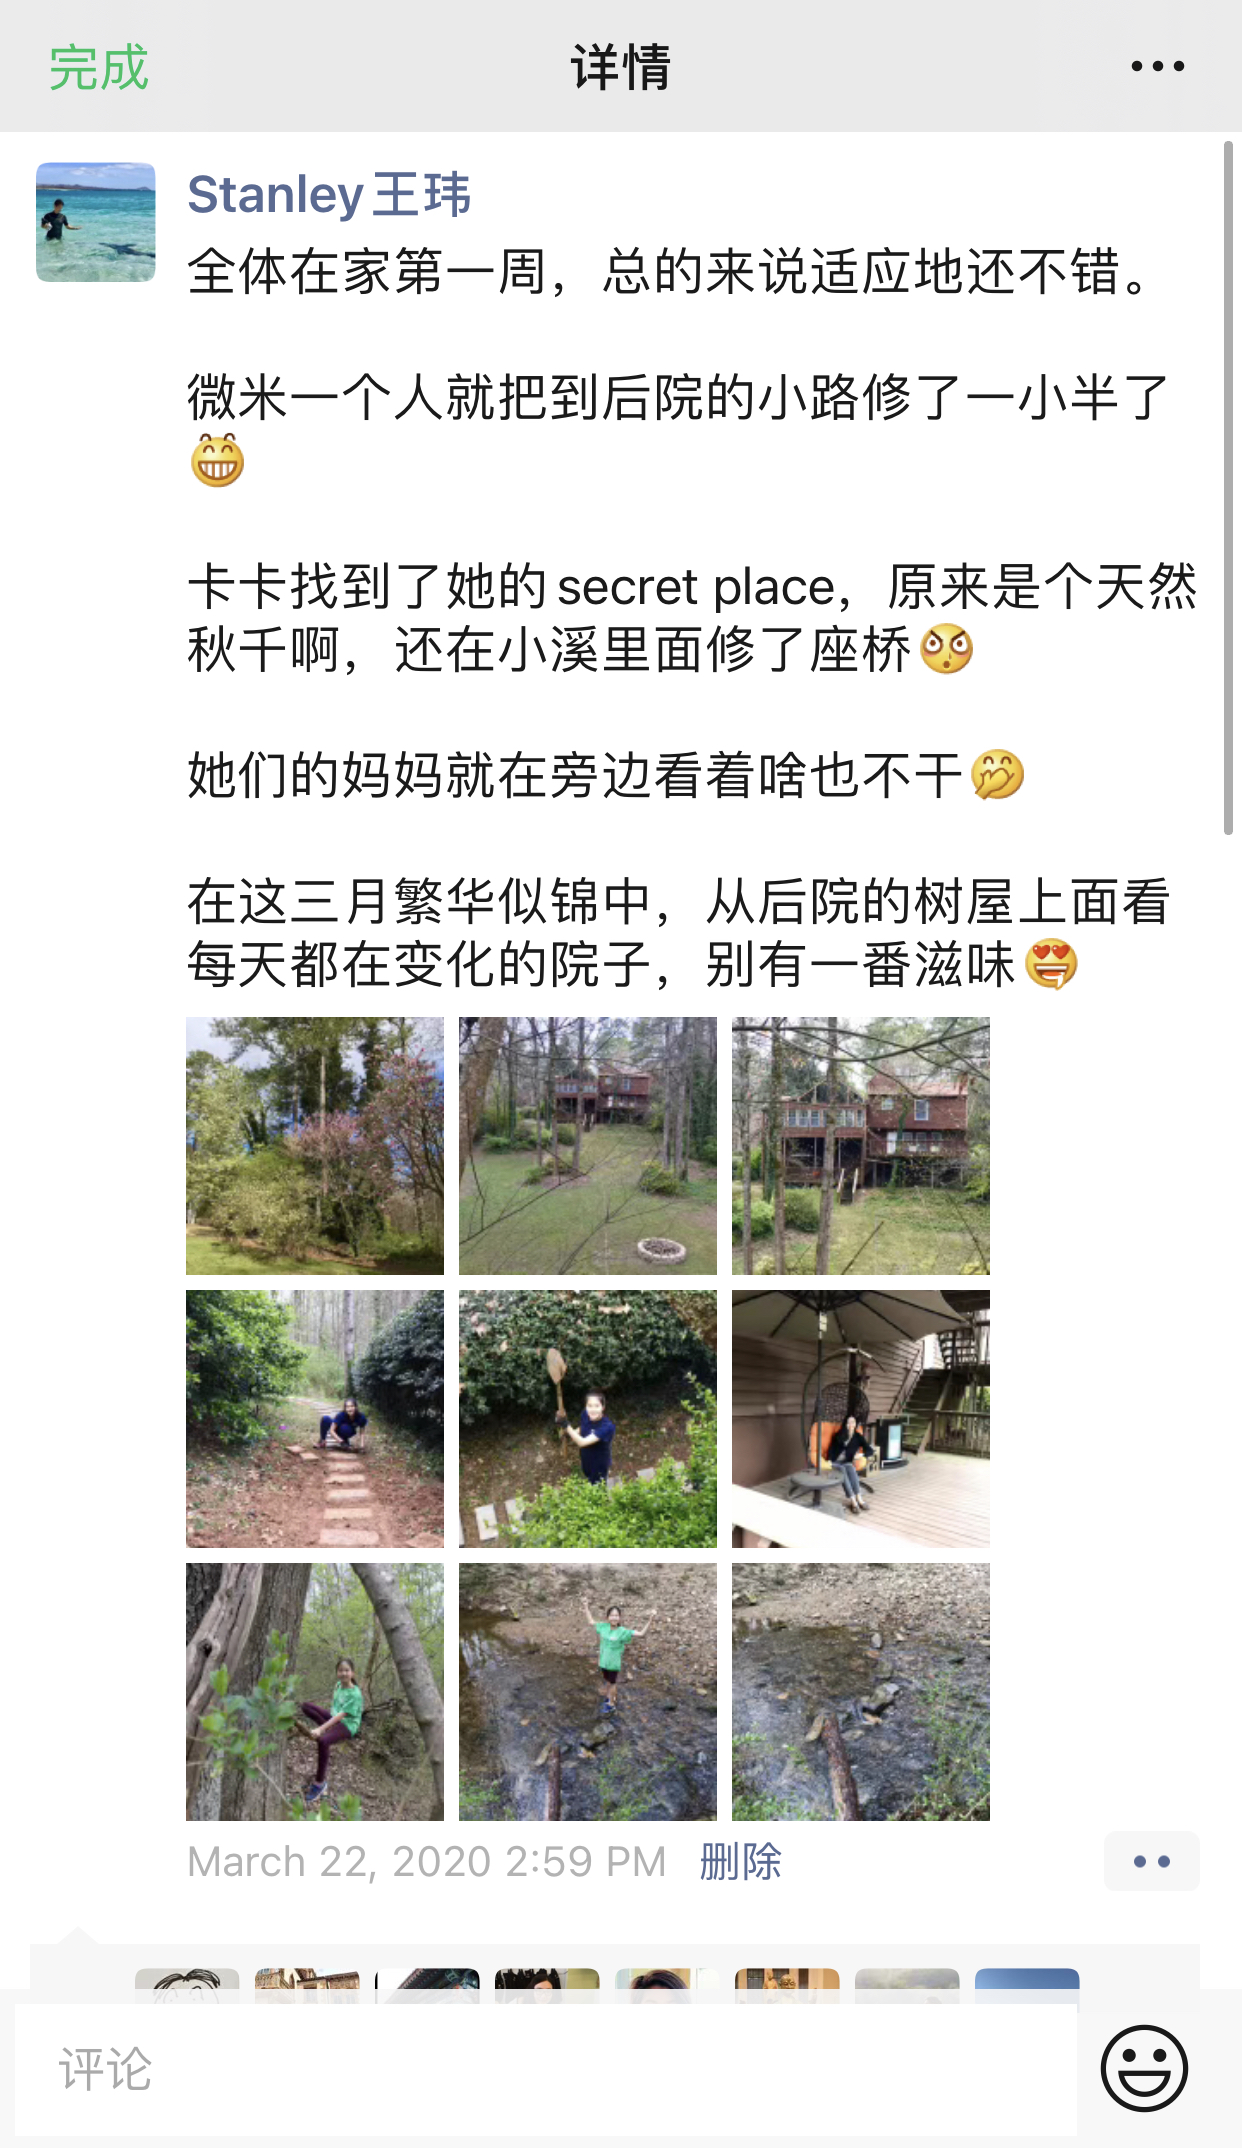 完成
详情
Stanley王玮
全体在家第一周，总的来说适应地还不错。
微米一个人就把到后院的小路修了一小半了
卡卡找到了她的secret place，原来是个天然
秋千啊，还在小溪里面修了座桥
她们的妈妈就在旁边看着啥也不干
在这三月繁华似锦中，从后院的树屋上面看
每天都在变化的院子，别有一番滋味
March 22, 2020 2:59 PM 删除
评论